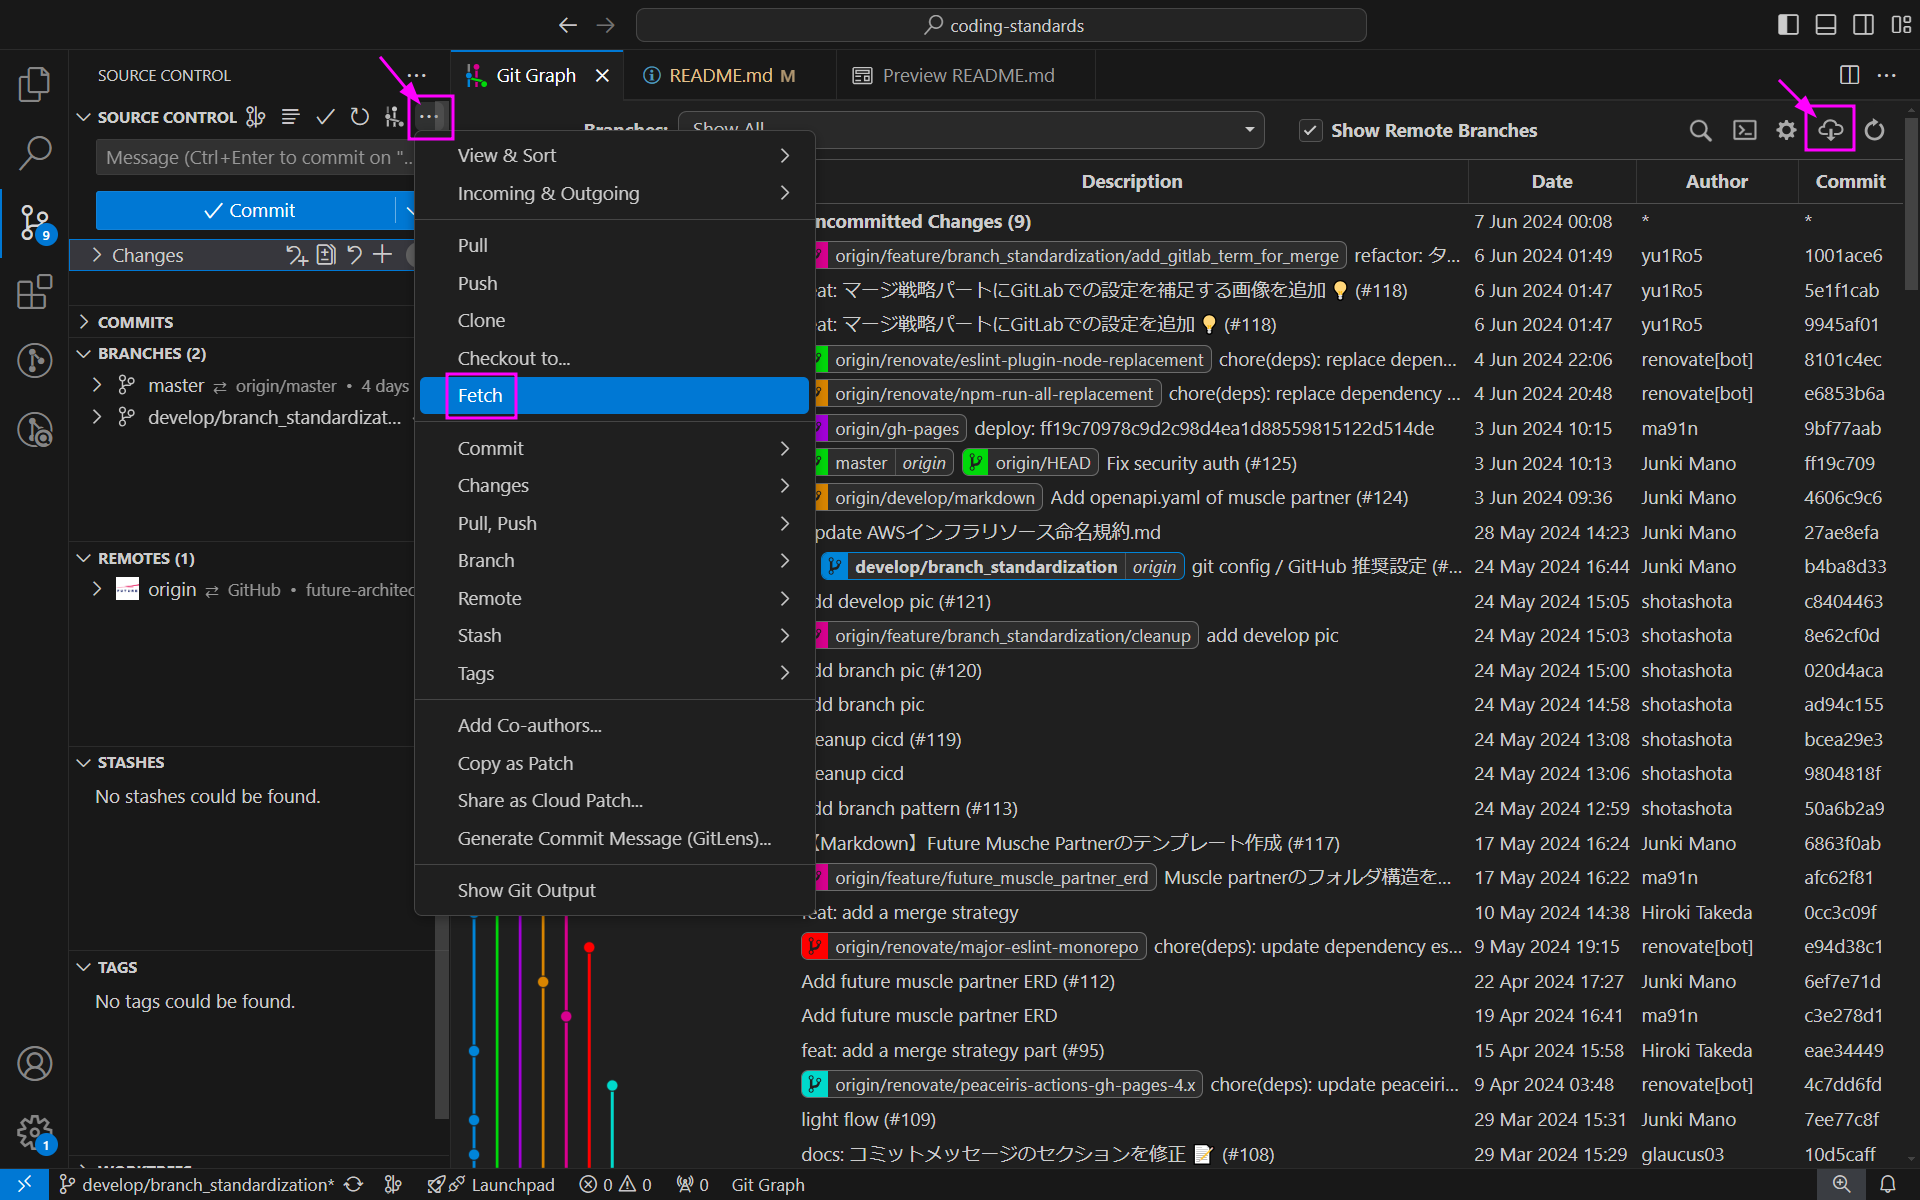 coding-standards
SOURCE CONTROL
Git Graph
README.md M
Preview README.md
SOURCE CONTROL
Message (Ctrl+Enter to commit on "...
Commit
Changes
COMMITS
BRANCHES (2)
master ⇄ origin/master • 4 days
develop/branch_standardizat...
REMOTES (1)
origin ⇄ GitHub • future-architec
STASHES
No stashes could be found.
TAGS
No tags could be found.
View & Sort
Incoming & Outgoing
Pull
Push
Clone
Checkout to...
Fetch
Commit
Changes
Pull, Push
Branch
Remote
Stash
Tags
Add Co-authors...
Copy as Patch
Share as Cloud Patch...
Generate Commit Message (GitLens)...
Show Git Output
Branches: Show All
Show Remote Branches
Description Date Author Commit
ncommitted Changes (9) 7 Jun 2024 00:08 * *
origin/feature/branch_standardization/add_gitlab_term_for_merge refactor: タ... 6 Jun 2024 01:49 yu1Ro5 1001ace6
eat: マージ戦略パートにGitLabでの設定を補足する画像を追加 💡 (#118) 6 Jun 2024 01:47 yu1Ro5 5e1f1cab
eat: マージ戦略パートにGitLabでの設定を追加 💡 (#118) 6 Jun 2024 01:47 yu1Ro5 9945af01
origin/renovate/eslint-plugin-node-replacement chore(deps): replace depen... 4 Jun 2024 22:06 renovate[bot] 8101c4ec
origin/renovate/npm-run-all-replacement chore(deps): replace dependency ... 4 Jun 2024 20:48 renovate[bot] e6853b6a
origin/gh-pages deploy: ff19c70978c9d2c98d4ea1d88559815122d514de 3 Jun 2024 10:15 ma91n 9bf77aab
master origin origin/HEAD Fix security auth (#125) 3 Jun 2024 10:13 Junki Mano ff19c709
origin/develop/markdown Add openapi.yaml of muscle partner (#124) 3 Jun 2024 09:36 Junki Mano 4606c9c6
pdate AWSインフラリソース命名規約.md 28 May 2024 14:23 Junki Mano 27ae8efa
develop/branch_standardization origin git config / GitHub 推奨設定 (#... 24 May 2024 16:44 Junki Mano b4ba8d33
dd develop pic (#121) 24 May 2024 15:05 shotashota c8404463
origin/feature/branch_standardization/cleanup add develop pic 24 May 2024 15:03 shotashota 8e62cf0d
dd branch pic (#120) 24 May 2024 15:00 shotashota 020d4aca
dd branch pic 24 May 2024 14:58 shotashota ad94c155
eanup cicd (#119) 24 May 2024 13:08 shotashota bcea29e3
eanup cicd 24 May 2024 13:06 shotashota 9804818f
dd branch pattern (#113) 24 May 2024 12:59 shotashota 50a6b2a9
【Markdown】Future Musche Partnerのテンプレート作成 (#117) 17 May 2024 16:24 Junki Mano 6863f0ab
origin/feature/future_muscle_partner_erd Muscle partnerのフォルダ構造を... 17 May 2024 16:22 ma91n afc62f81
feat: add a merge strategy 10 May 2024 14:38 Hiroki Takeda 0cc3c09f
origin/renovate/major-eslint-monorepo chore(deps): update dependency es... 9 May 2024 19:15 renovate[bot] e94d38c1
Add future muscle partner ERD (#112) 22 Apr 2024 17:27 Junki Mano 6ef7e71d
Add future muscle partner ERD 19 Apr 2024 16:41 ma91n c3e278d1
feat: add a merge strategy part (#95) 15 Apr 2024 15:58 Hiroki Takeda eae34449
origin/renovate/peaceiris-actions-gh-pages-4.x chore(deps): update peaceiri... 9 Apr 2024 03:48 renovate[bot] 4c7dd6fd
light flow (#109) 29 Mar 2024 15:31 Junki Mano 7ee77c8f
docs: コミットメッセージのセクションを修正 📝 (#108) 29 Mar 2024 15:29 glaucus03 10d5caff
9
1
develop/branch_standardization* Launchpad 0 0 0 Git Graph